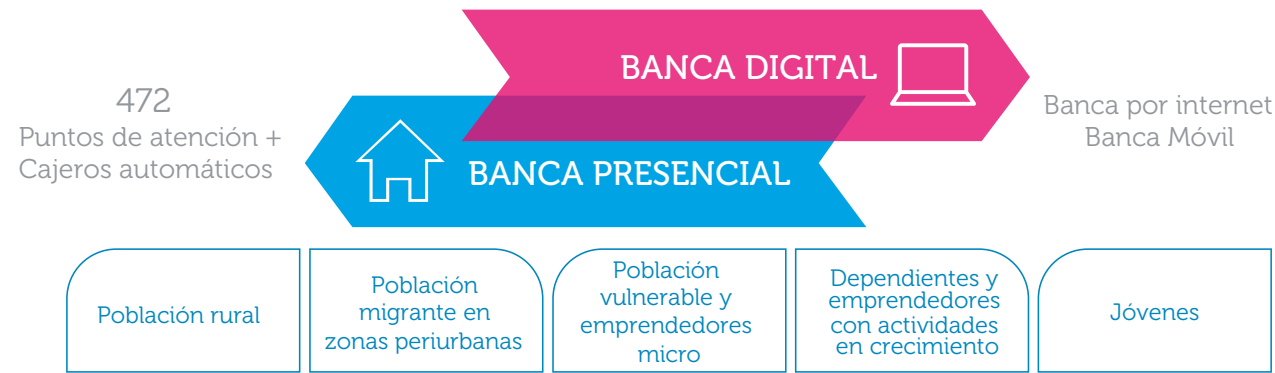 BANCA DIGITAL
472
Puntos de atención +
Cajeros automáticos
Banca por internet
Banca Móvil
BANCA PRESENCIAL
Población rural
Población
migrante en
zonas periurbanas
Población
vulnerable y
emprendedores
micro
Dependientes y
emprendedores
con actividades
en crecimiento
Jóvenes